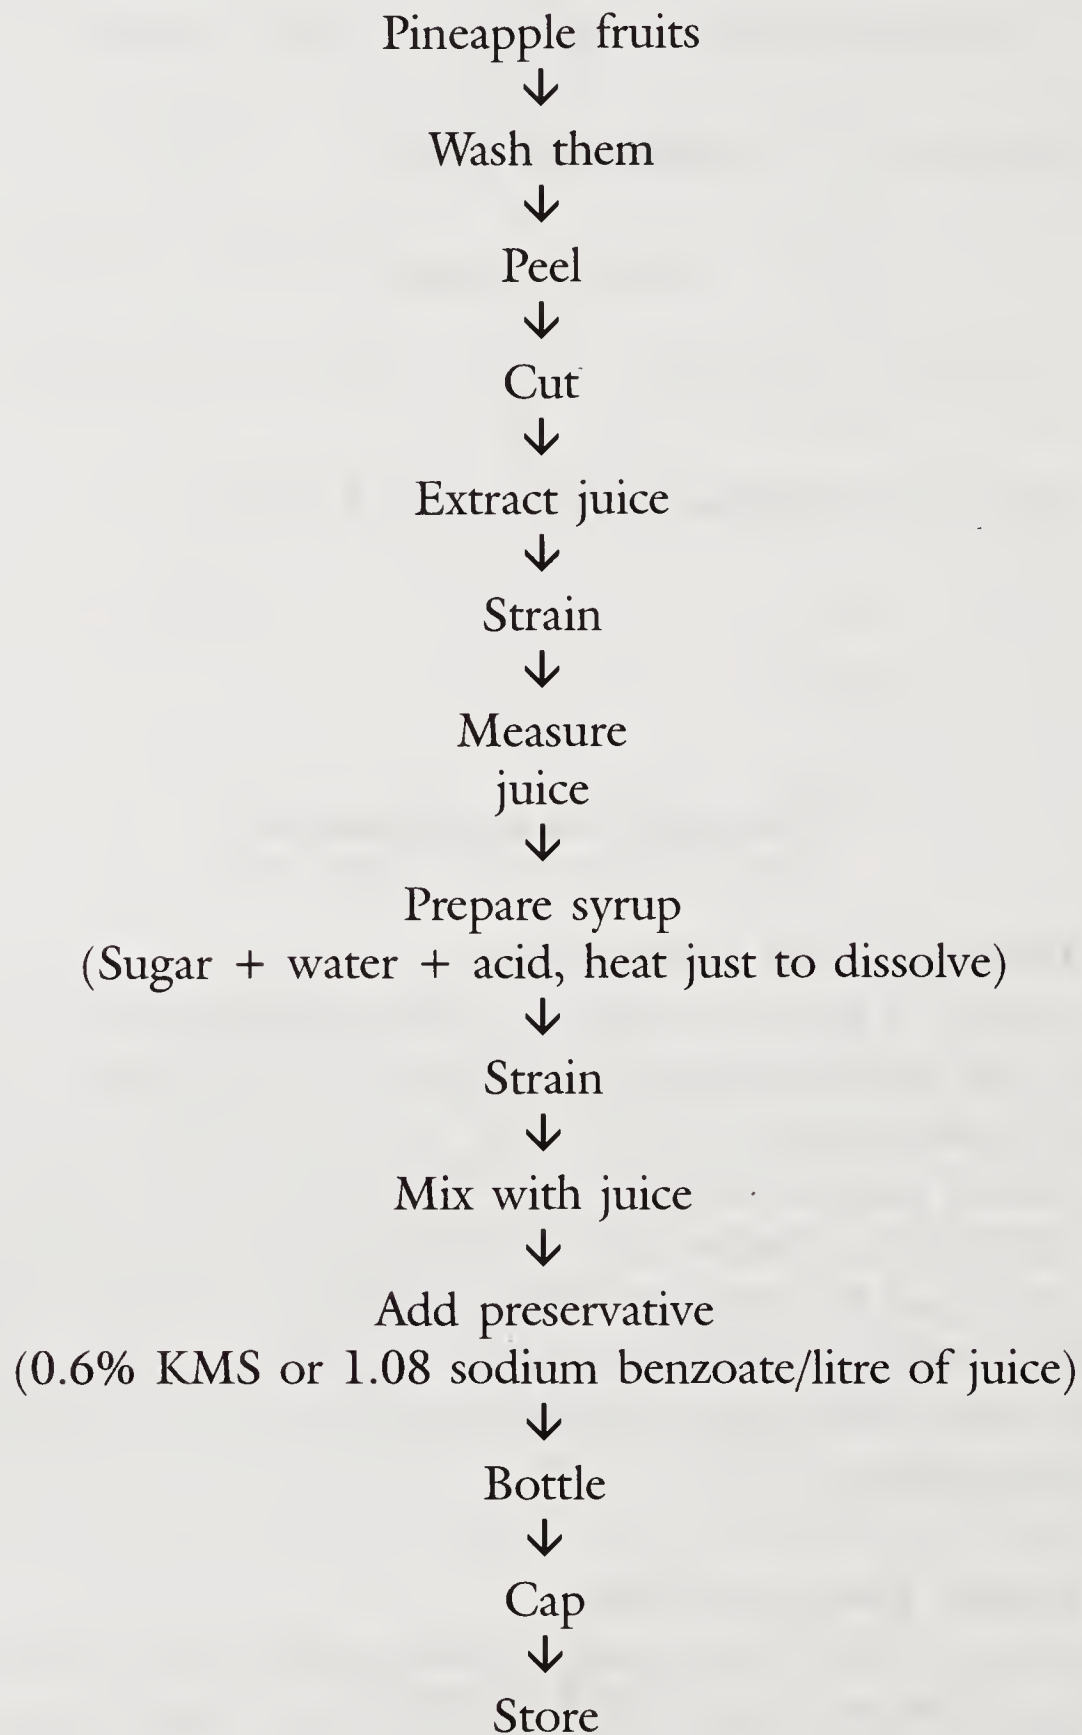 Pineapple fruits
↓
Wash them
↓
Peel
↓
Cut
↓
Extract juice
↓
Strain
↓
Measure
juice
↓
Prepare syrup
(Sugar + water + acid, heat just to dissolve)
↓
Strain
↓
Mix with juice
↓
Add preservative
(0.6% KMS or 1.08 sodium benzoate/litre of juice)
↓
Bottle
↓
Cap
↓
Store